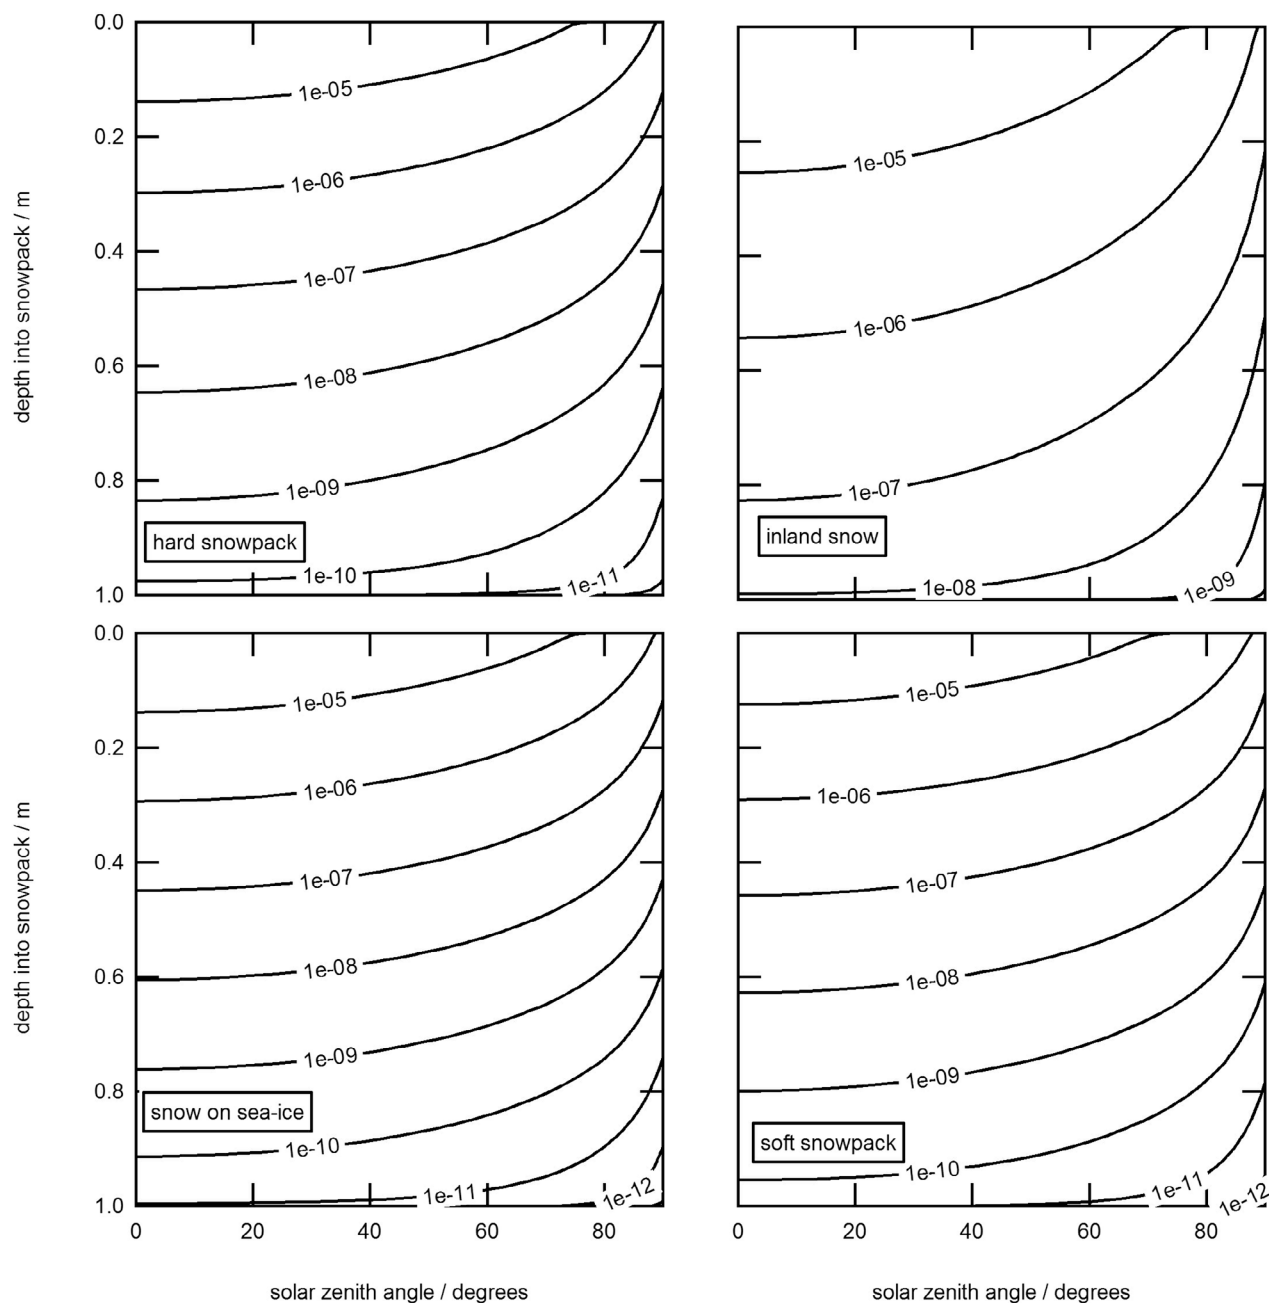 0.0
0.2
0.4
0.6
0.8
1.0
depth into snowpack / m
1e-05
1e-06
1e-07
1e-08
1e-09
1e-10
1e-11
hard snowpack
1e-05
1e-06
1e-07
1e-08
1e-09
inland snow
0.0
0.2
0.4
0.6
0.8
1.0
depth into snowpack / m
1e-05
1e-06
1e-07
1e-08
1e-09
1e-10
1e-11
1e-12
snow on sea-ice
0 20 40 60 80
solar zenith angle / degrees
1e-05
1e-06
1e-07
1e-08
1e-09
1e-10
1e-11
1e-12
soft snowpack
0 20 40 60 80
solar zenith angle / degrees